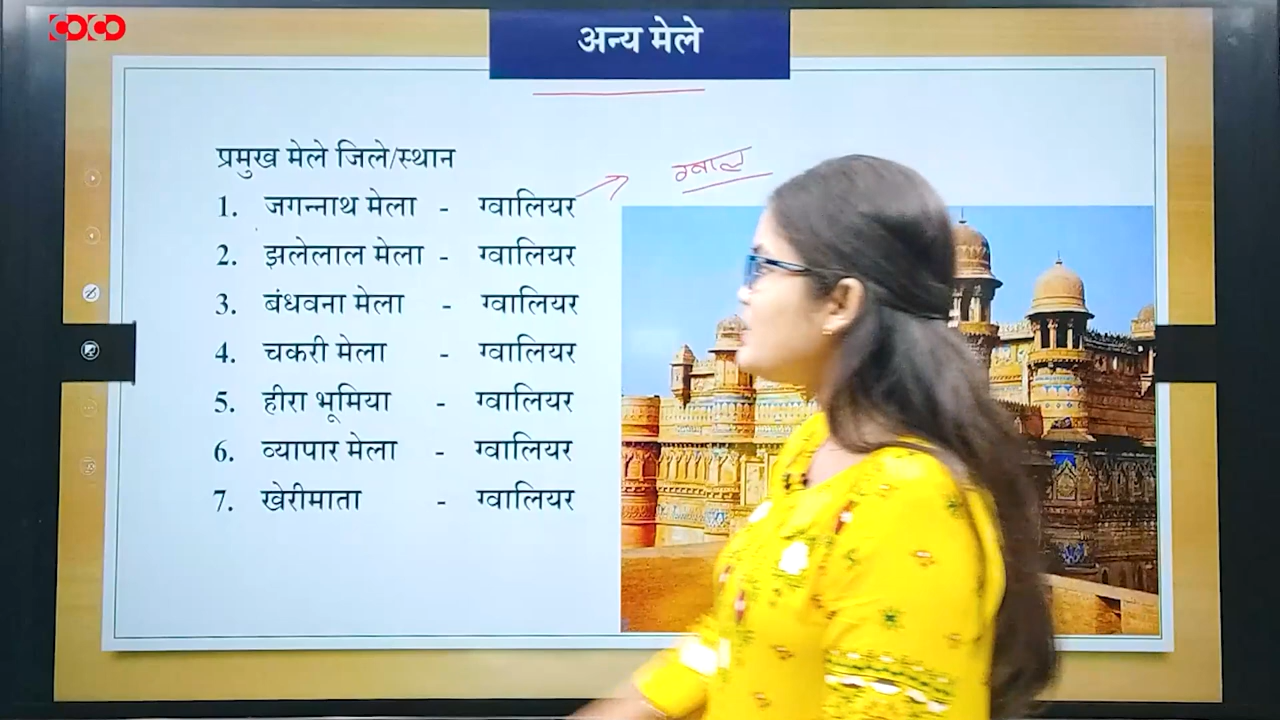 COCO
अन्य मेले
प्रमुख मेले जिले/स्थान
ग्वाल
1. जगन्नाथ मेला - ग्वालियर
2. झलेलाल मेला - ग्वालियर
3. बंधवना मेला - ग्वालियर
4. चकरी मेला - ग्वालियर
5. हीरा भूमिया - ग्वालियर
6. व्यापार मेला - ग्वालियर
7. खेरीमाता - ग्वालियर